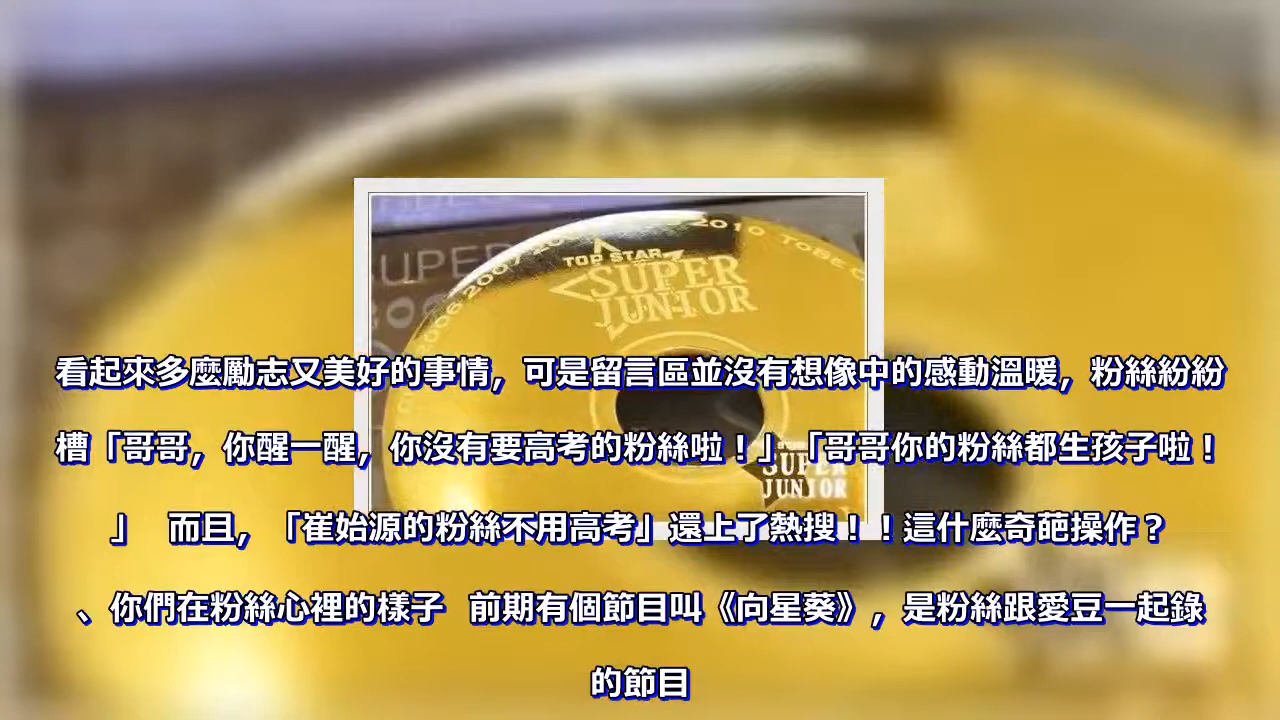 2006 2007
2010 TOBE C
TOP STAR
SUPER
JUNIOR
SUPER
SUPER
JUNIOR
看起來多麼勵志又美好的事情，可是留言區並沒有想像中的感動溫暖，粉絲紛紛
槽「哥哥，你醒一醒，你沒有要高考的粉絲啦！」「哥哥你的粉絲都生孩子啦！
」 而且，「崔始源的粉絲不用高考」還上了熱搜！！這什麼奇葩操作？
、你們在粉絲心裡的樣子 前期有個節目叫《向星葵》，是粉絲跟愛豆一起錄
的節目